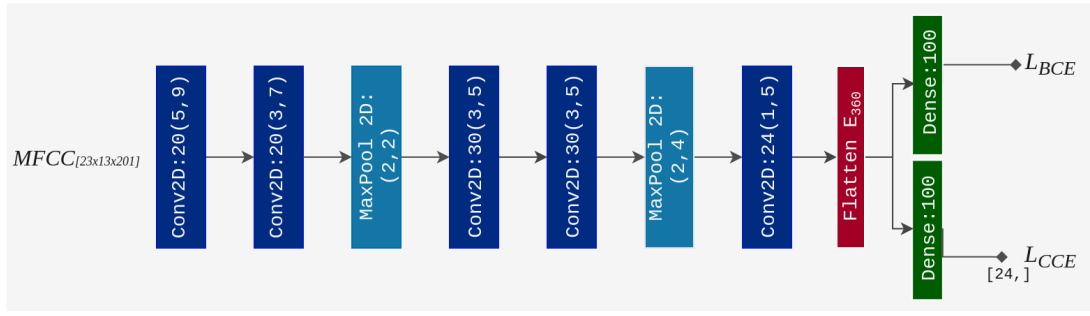 MFCC[23x13x201]
Conv2D:20(5,9)
Conv2D:20(3,7)
MaxPool 2D:
(2,2)
Conv2D:30(3,5)
Conv2D:30(3,5)
MaxPool 2D:
(2,4)
Conv2D:24(1,5)
Flatten E360
Dense:100
LBCE
Dense:100
LCCE
[24,]